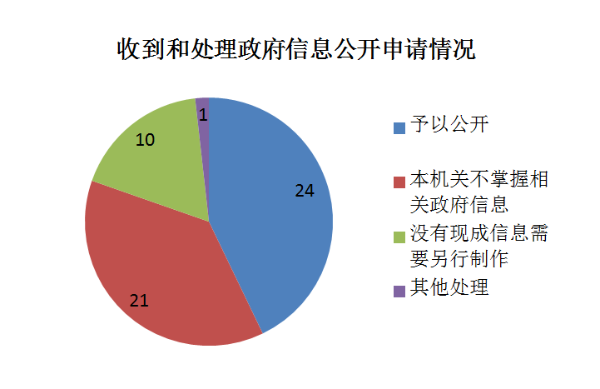 收到和处理政府信息公开申请情况
1
10
24
21
予以公开
本机关不掌握相
关政府信息
没有现成信息需
要另行制作
其他处理